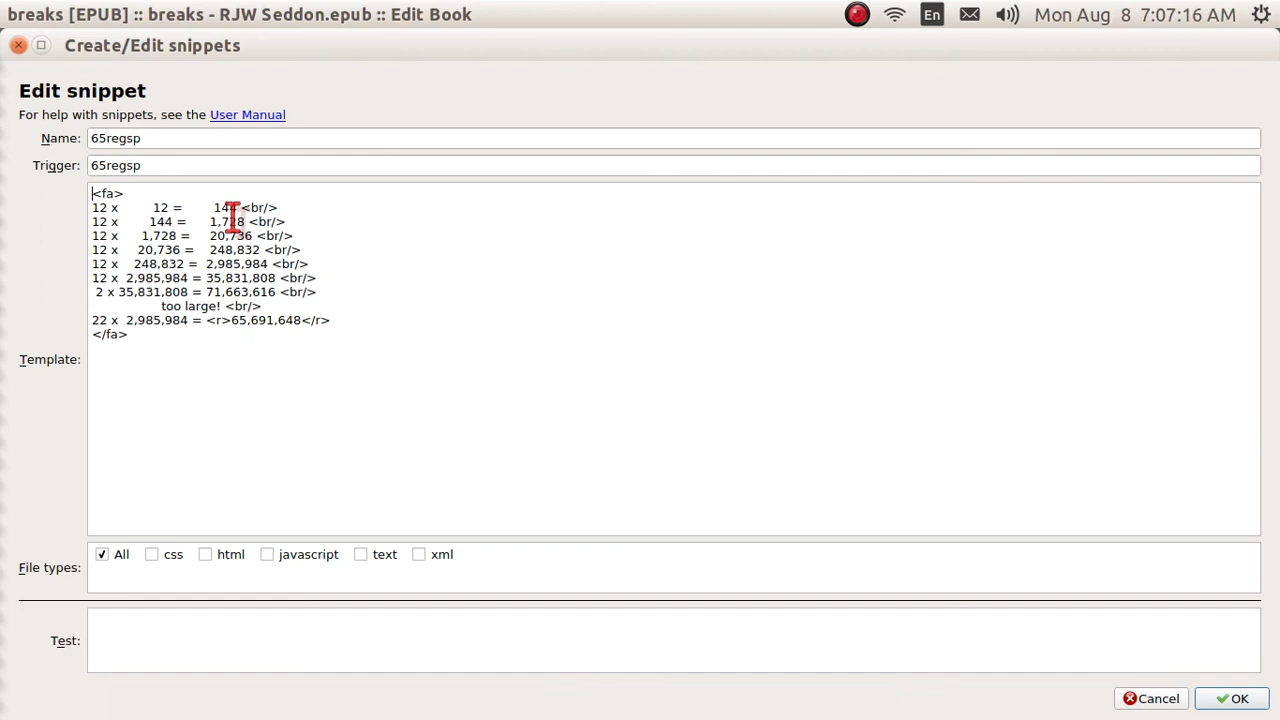 breaks [EPUB] :: breaks - RJW Seddon.epub :: Edit Book En Mon Aug 8 7:07:16 AM
Create/Edit snippets
Edit snippet
For help with snippets, see the User Manual
Name: 65regsp
Trigger: 65regsp
<fa>
12 x 12 = 144 <br/>
12 x 144 = 1,728 <br/>
12 x 1,728 = 20,736 <br/>
12 x 20,736 = 248,832 <br/>
12 x 248,832 = 2,985,984 <br/>
12 x 2,985,984 = 35,831,808 <br/>
2 x 35,831,808 = 71,663,616 <br/>
too large! <br/>
22 x 2,985,984 = <r>65,691,648</r>
</fa>
Template:
All css html javascript text xml
File types:
Test:
Cancel OK